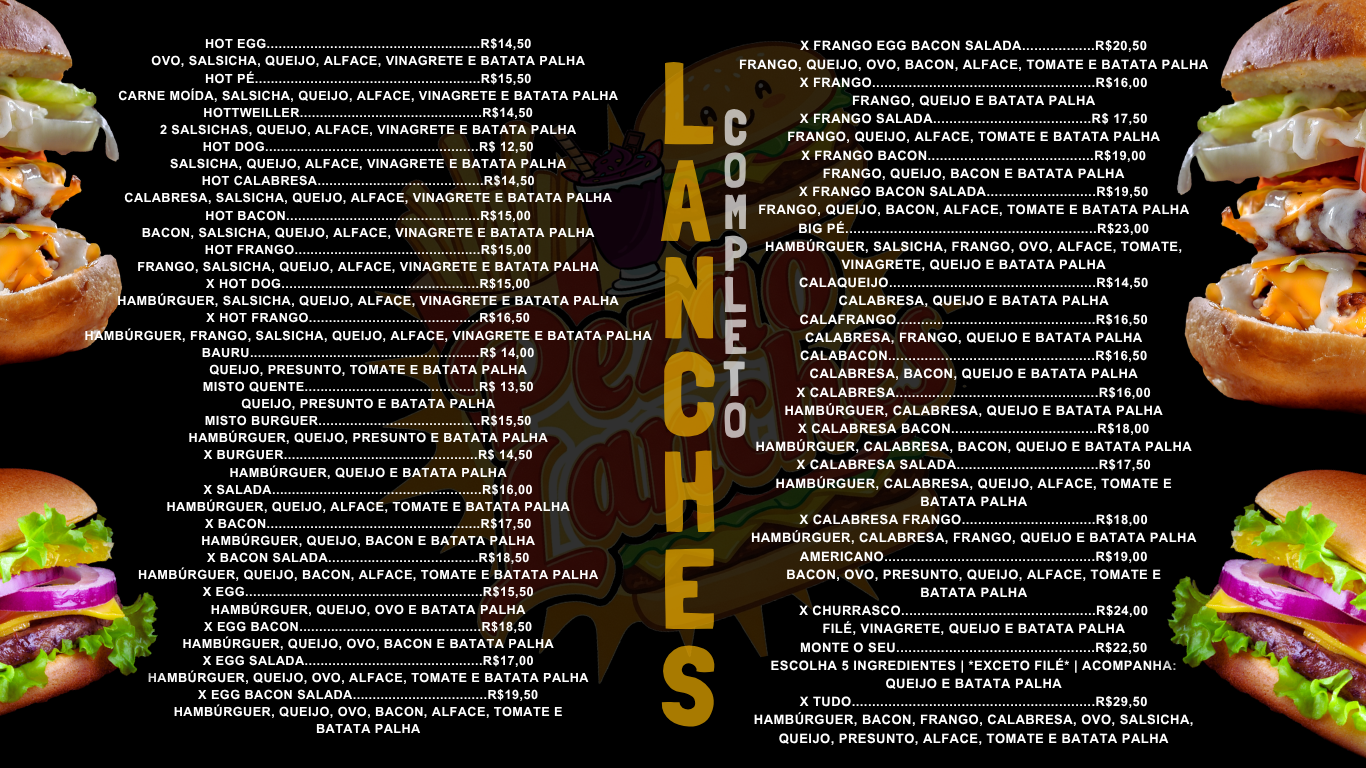 HOT EGG..................................................R$14,50
OVO, SALSICHA, QUEIJO, ALFACE, VINAGRETE E BATATA PALHA
HOT PÉ.....................................................R$15,50
CARNE MOÍDA, SALSICHA, QUEIJO, ALFACE, VINAGRETE E BATATA PALHA
HOTTWEILLER..........................................R$14,50
2 SALSICHAS, QUEIJO, ALFACE, VINAGRETE E BATATA PALHA
HOT DOG..................................................R$ 12,50
SALSICHA, QUEIJO, ALFACE, VINAGRETE E BATATA PALHA
HOT CALABRESA.......................................R$14,50
CALABRESA, SALSICHA, QUEIJO, ALFACE, VINAGRETE E BATATA PALHA
HOT BACON..............................................R$15,00
BACON, SALSICHA, QUEIJO, ALFACE, VINAGRETE E BATATA PALHA
HOT FRANGO............................................R$15,00
FRANGO, SALSICHA, QUEIJO, ALFACE, VINAGRETE E BATATA PALHA
X HOT DOG...............................................R$15,00
HAMBÚRGUER, SALSICHA, QUEIJO, ALFACE, VINAGRETE E BATATA PALHA
X HOT FRANGO.........................................R$16,50
HAMBÚRGUER, FRANGO, SALSICHA, QUEIJO, ALFACE, VINAGRETE E BATATA PALHA
BAURU......................................................R$ 14,00
QUEIJO, PRESUNTO, TOMATE E BATATA PALHA
MISTO QUENTE.........................................R$ 13,50
QUEIJO, PRESUNTO E BATATA PALHA
MISTO BURGUER.......................................R$15,50
HAMBÚRGUER, QUEIJO, PRESUNTO E BATATA PALHA
X BURGUER..............................................R$ 14,50
HAMBÚRGUER, QUEIJO E BATATA PALHA
X SALADA.................................................R$16,00
HAMBÚRGUER, QUEIJO, ALFACE, TOMATE E BATATA PALHA
X BACON..................................................R$17,50
HAMBÚRGUER, QUEIJO, BACON E BATATA PALHA
X BACON SALADA....................................R$18,50
HAMBÚRGUER, QUEIJO, BACON, ALFACE, TOMATE E BATATA PALHA
X EGG.......................................................R$15,50
HAMBÚRGUER, QUEIJO, OVO E BATATA PALHA
X EGG BACON...........................................R$18,50
HAMBÚRGUER, QUEIJO, OVO, BACON E BATATA PALHA
X EGG SALADA.........................................R$17,00
HAMBÚRGUER, QUEIJO, OVO, ALFACE, TOMATE E BATATA PALHA
X EGG BACON SALADA................................R$19,50
HAMBÚRGUER, QUEIJO, OVO, BACON, ALFACE, TOMATE E
BATATA PALHA
LANCHES
COMPLETO
Pezão
Lanches
X FRANGO EGG BACON SALADA.................R$20,50
FRANGO, QUEIJO, OVO, BACON, ALFACE, TOMATE E BATATA PALHA
X FRANGO....................................................R$16,00
FRANGO, QUEIJO E BATATA PALHA
X FRANGO SALADA......................................R$ 17,50
FRANGO, QUEIJO, ALFACE, TOMATE E BATATA PALHA
X FRANGO BACON.......................................R$19,00
FRANGO, QUEIJO, BACON E BATATA PALHA
X FRANGO BACON SALADA..........................R$19,50
FRANGO, QUEIJO, BACON, ALFACE, TOMATE E BATATA PALHA
BIG PÉ..........................................................R$23,00
HAMBÚRGUER, SALSICHA, FRANGO, OVO, ALFACE, TOMATE,
VINAGRETE, QUEIJO E BATATA PALHA
CALAQUEIJO.................................................R$14,50
CALABRESA, QUEIJO E BATATA PALHA
CALAFRANGO...............................................R$16,50
CALABRESA, FRANGO, QUEIJO E BATATA PALHA
CALABACON.................................................R$16,50
CALABRESA, BACON, QUEIJO E BATATA PALHA
X CALABRESA................................................R$16,00
HAMBÚRGUER, CALABRESA, QUEIJO E BATATA PALHA
X CALABRESA BACON...................................R$18,00
HAMBÚRGUER, CALABRESA, BACON, QUEIJO E BATATA PALHA
X CALABRESA SALADA..................................R$17,50
HAMBÚRGUER, CALABRESA, QUEIJO, ALFACE, TOMATE E
BATATA PALHA
X CALABRESA FRANGO................................R$18,00
HAMBÚRGUER, CALABRESA, FRANGO, QUEIJO E BATATA PALHA
AMERICANO..................................................R$19,00
BACON, OVO, PRESUNTO, QUEIJO, ALFACE, TOMATE E
BATATA PALHA
X CHURRASCO..............................................R$24,00
FILÉ, VINAGRETE, QUEIJO E BATATA PALHA
MONTE O SEU...............................................R$22,50
ESCOLHA 5 INGREDIENTES | *EXCETO FILÉ* | ACOMPANHA:
QUEIJO E BATATA PALHA
X TUDO..........................................................R$29,50
HAMBÚRGUER, BACON, FRANGO, CALABRESA, OVO, SALSICHA,
QUEIJO, PRESUNTO, ALFACE, TOMATE E BATATA PALHA